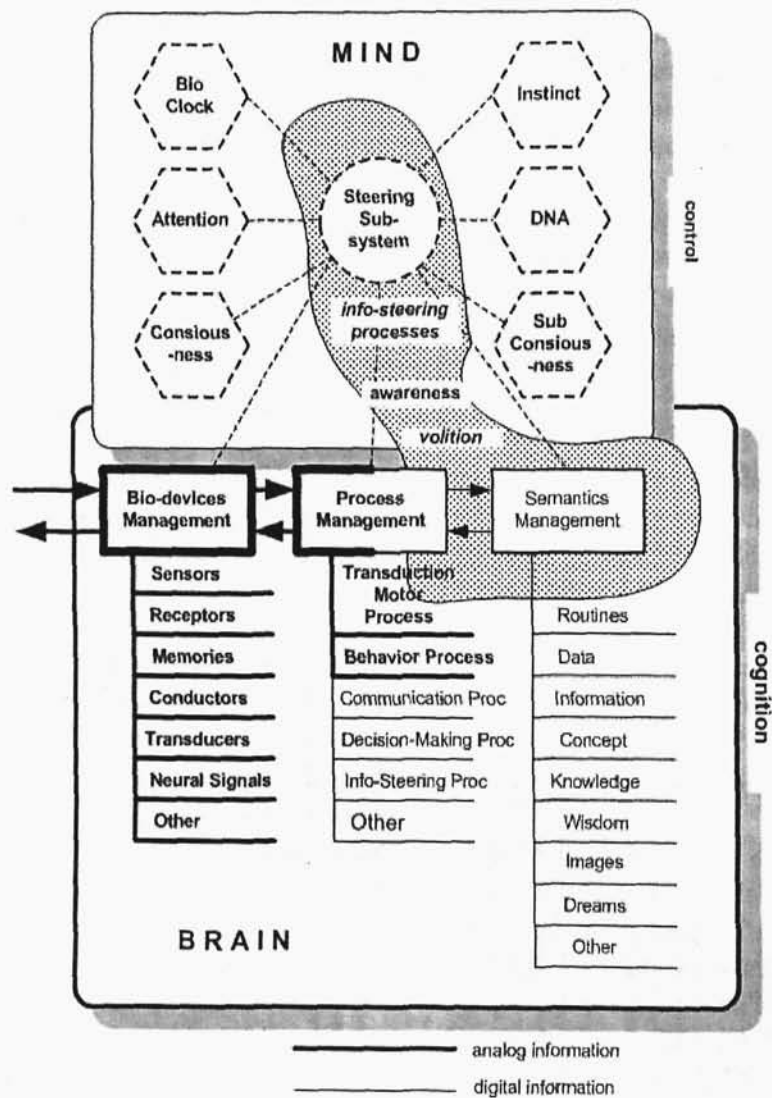 MIND
Bio
Clock
Instinct
Steering
Sub-
system
Attention
DNA
control
Consious
-ness
info-steering
processes
Sub
Consious
-ness
awareness
volition
Bio-devices
Management
Process
Management
Semantics
Management
Sensors
Receptors
Memories
Conductors
Transducers
Neural Signals
Other
Transduction
Motor
Process
Behavior Process
Communication Proc
Decision-Making Proc
Info-Steering Proc
Other
Routines
Data
Information
Concept
Knowledge
Wisdom
Images
Dreams
Other
cognition
BRAIN
analog information
digital information